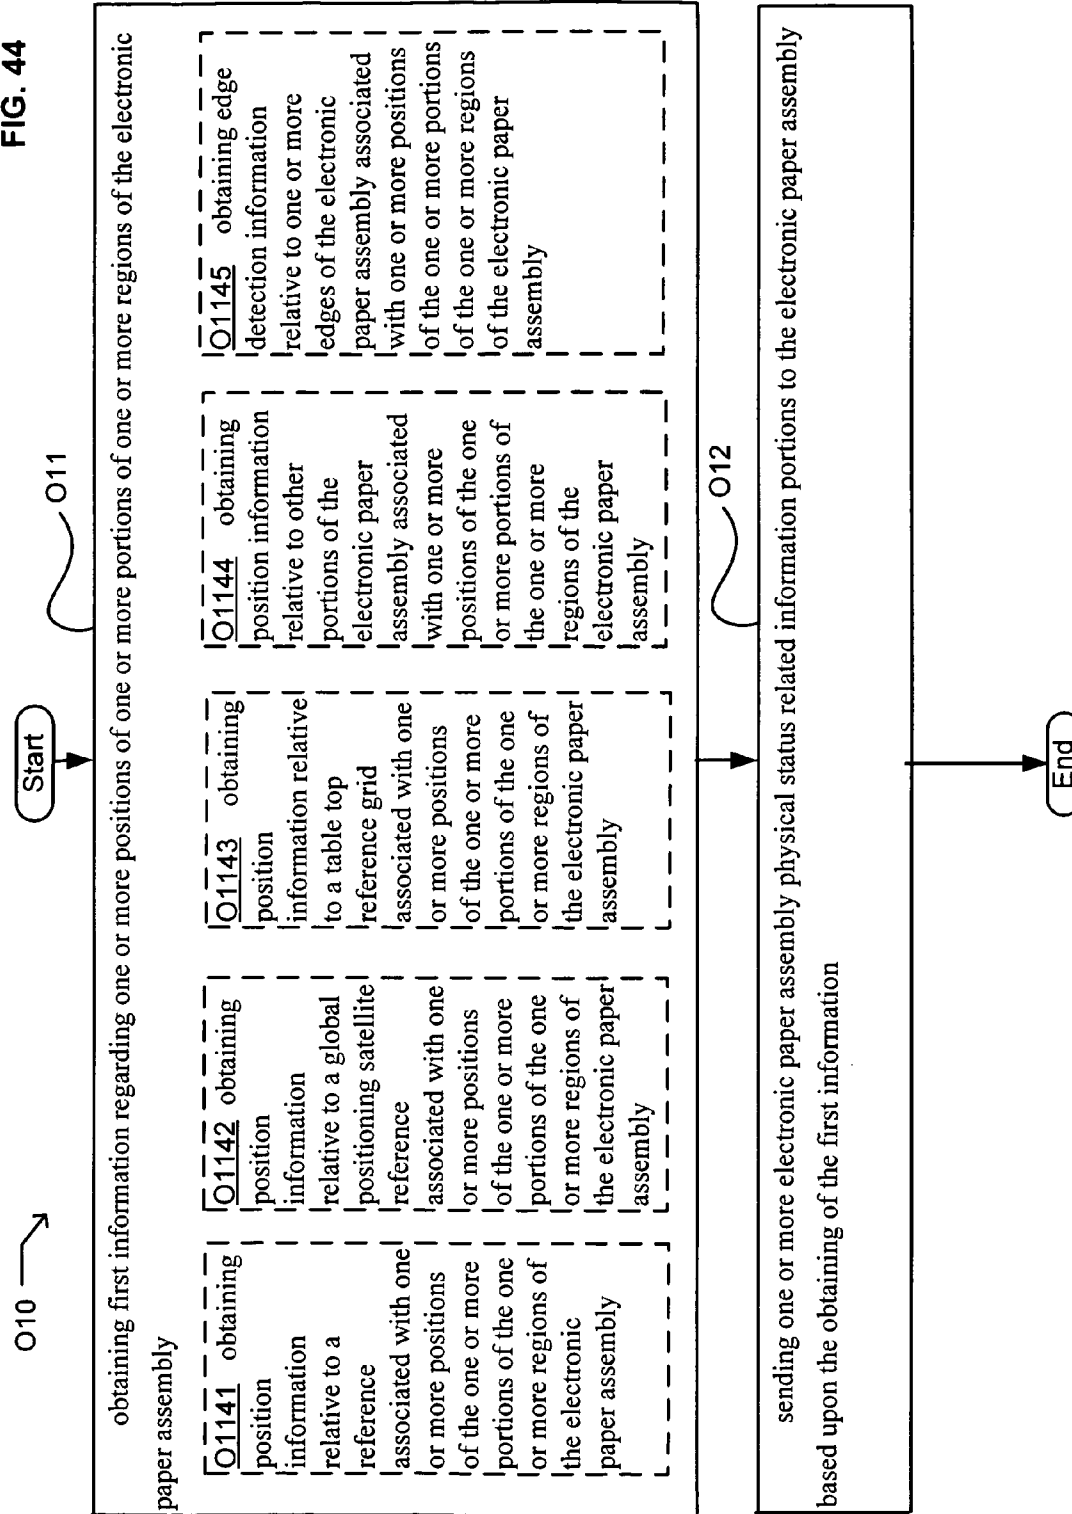 FIG. 44
O10
Start
O11
obtaining first information regarding one or more positions of one or more portions of one or more regions of the electronic
paper assembly
O1141 obtaining
position
information
relative to a
reference
associated with one
or more positions
of the one or more
portions of the one
or more regions of
the electronic
paper assembly
O1142 obtaining
position
information
relative to a global
positioning satellite
reference
associated with one
or more positions
of the one or more
portions of the one
or more regions of
the electronic paper
assembly
O1143 obtaining
position
information relative
to a table top
reference grid
associated with one
or more positions
of the one or more
portions of the one
or more regions of
the electronic paper
assembly
O1144 obtaining
position information
relative to other
portions of the
electronic paper
assembly associated
with one or more
positions of the one
or more portions of
the one or more
regions of the
electronic paper
assembly
O1145 obtaining edge
detection information
relative to one or more
edges of the electronic
paper assembly associated
with one or more positions
of the one or more portions
of the one or more regions
of the electronic paper
assembly
O12
sending one or more electronic paper assembly physical status related information portions to the electronic paper assembly
based upon the obtaining of the first information
End